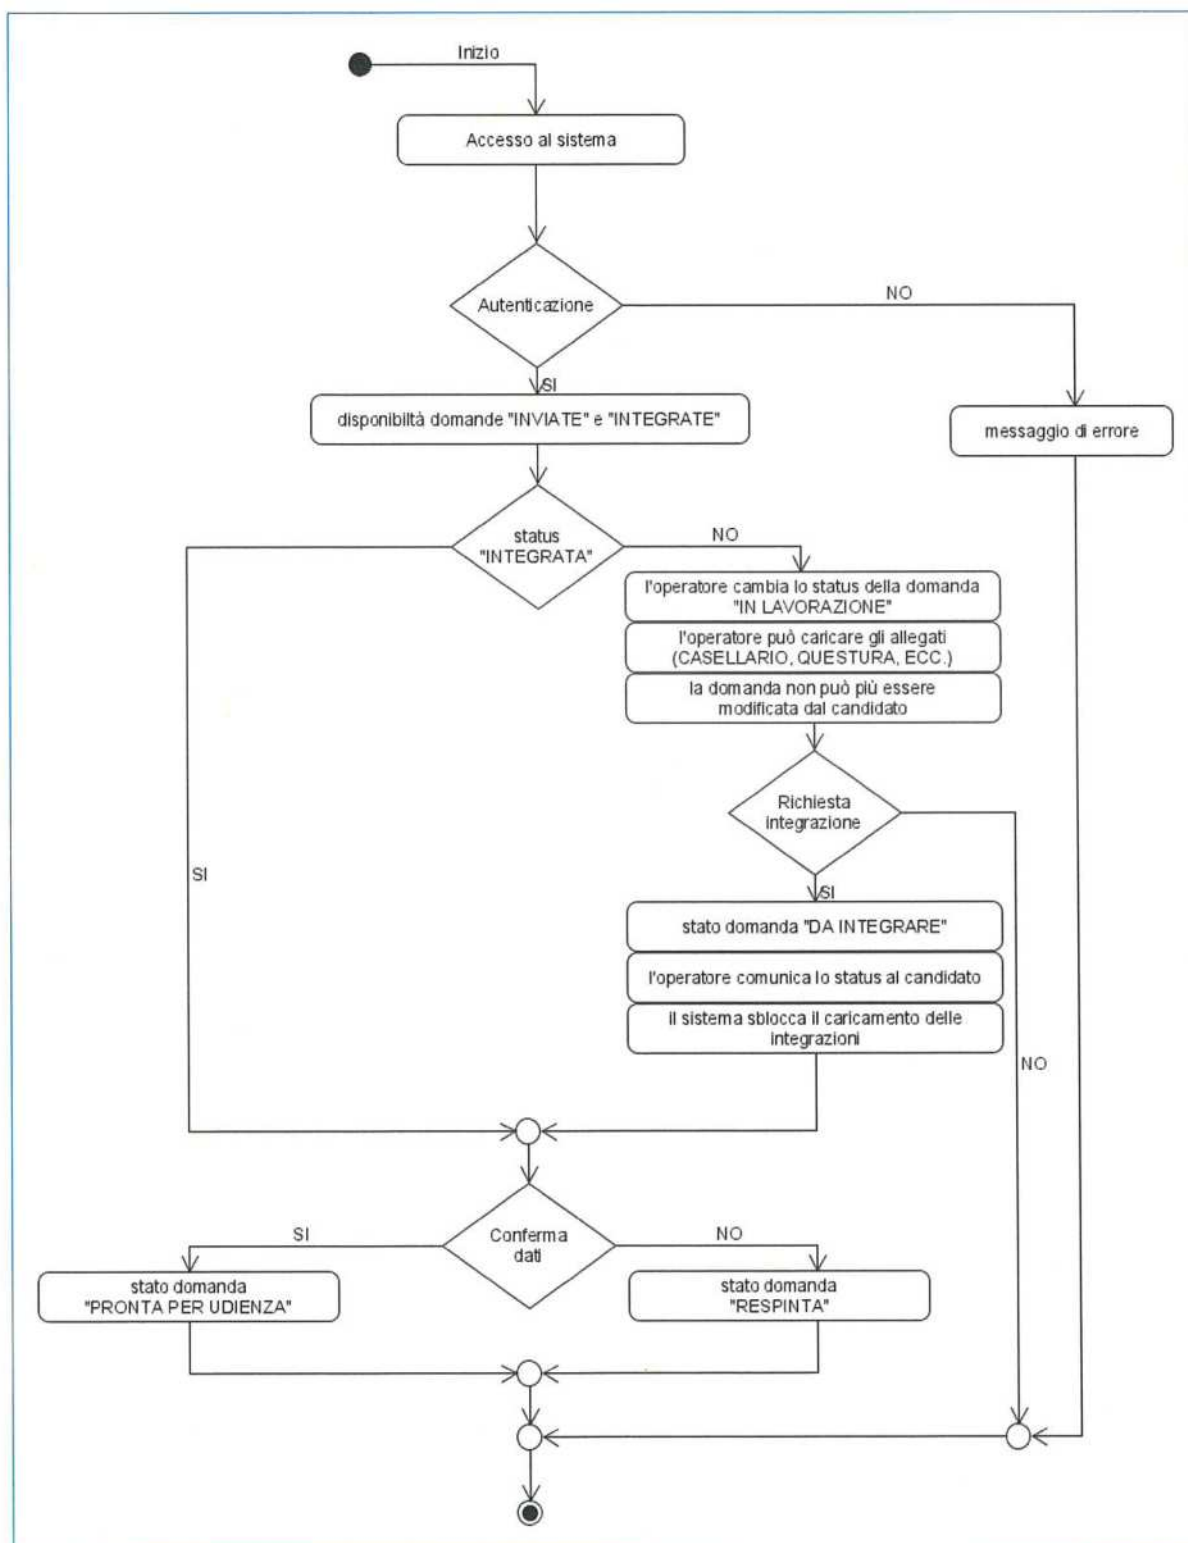 Inizio
Accesso al sistema
Autenticazione
NO
SI
disponibiltà domande "INVIATE" e "INTEGRATE"
messaggio di errore
status
"INTEGRATA"
NO
l'operatore cambia lo status della domanda
"IN LAVORAZIONE"
l'operatore può caricare gli allegati
(CASELLARIO, QUESTURA, ECC.)
la domanda non può più essere
modificata dal candidato
Richiesta
integrazione
SI
SI
stato domanda "DA INTEGRARE"
l'operatore comunica lo status al candidato
il sistema sblocca il caricamento delle
integrazioni
NO
Conferma
dati
SI
NO
stato domanda
"PRONTA PER UDIENZA"
stato domanda
"RESPINTA"